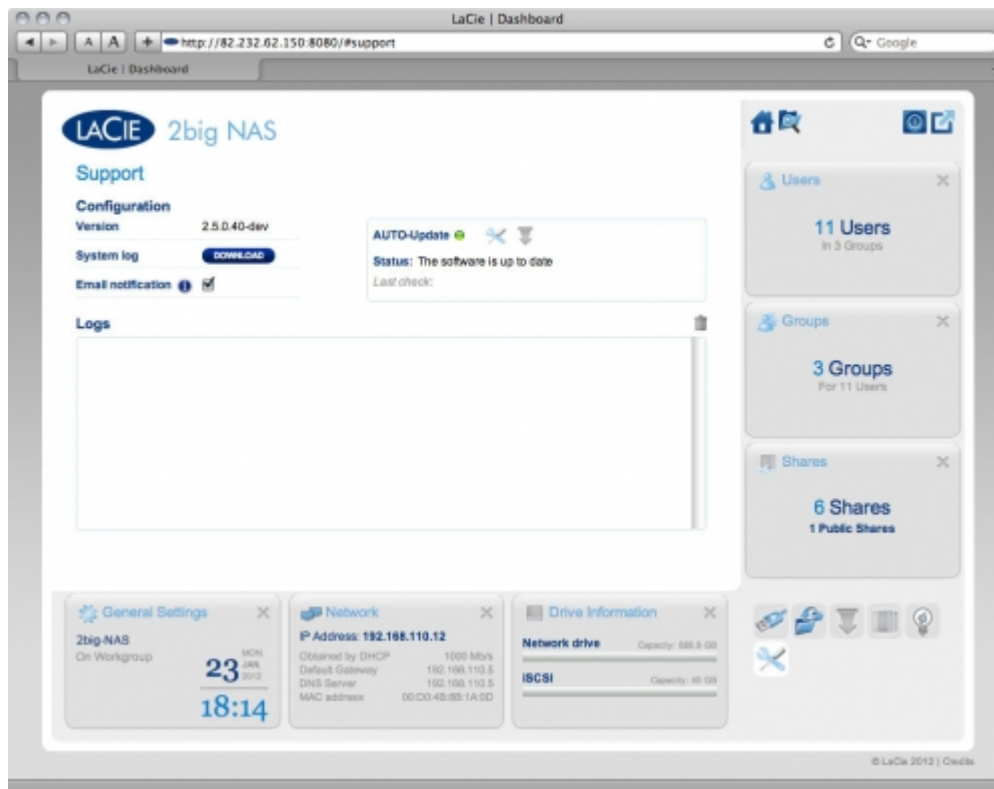 LaCie | Dashboard
A A + http://82.232.62.150:8080/#support
Google
LaCie | Dashboard
LACIE 2big NAS
Support
Configuration
Version 2.5.0.40-dev
System log DOWNLOAD
Email notification
AUTO-Update
Status: The software is up to date
Last check:
Logs
Users
11 Users
In 3 Groups
Groups
3 Groups
For 11 Users
Shares
6 Shares
1 Public Shares
General Settings
2big-NAS
On Workgroup
MON.
23 JAN.
2012
18:14
Network
IP Address: 192.168.110.12
Obtained by DHCP 1000 Mb/s
Default Gateway 192.168.110.5
DNS Server 192.168.110.5
MAC address
Drive Information
Network drive Capacity:
iSCSI Capacity: 40 GB
© LaCie 2012 | Credits